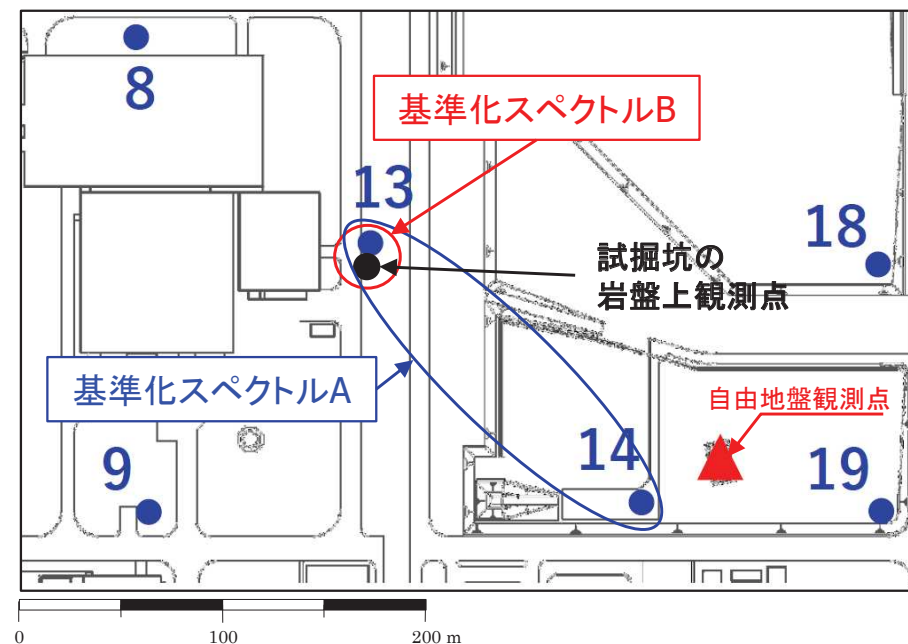 8
基準化スペクトルB
13
18
試掘坑の
岩盤上観測点
基準化スペクトルA
自由地盤観測点
9
14
19
0 100 200 m